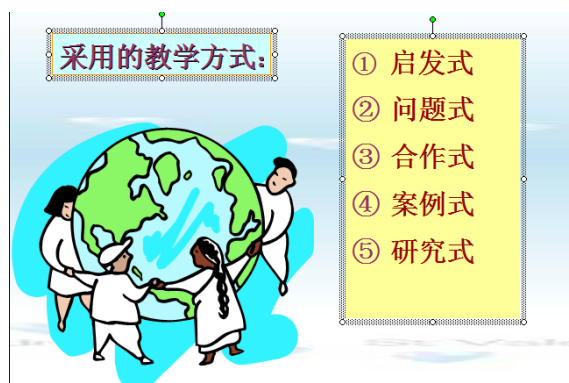 采用的教学方式：
① 启发式
② 问题式
③ 合作式
④ 案例式
⑤ 研究式